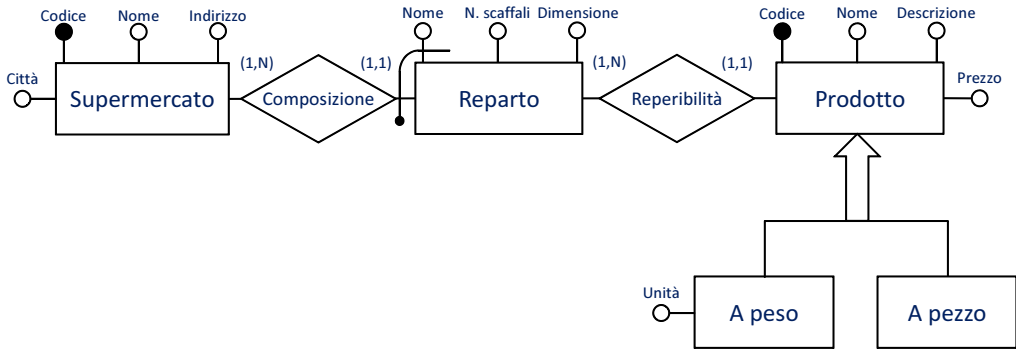 Codice Nome Indirizzo
Nome N. scaffali Dimensione
Codice Nome Descrizione
Città
(1,N)
(1,1)
(1,N)
(1,1)
Prezzo
Supermercato
Composizione
Reparto
Reperibilità
Prodotto
Unità
A peso
A pezzo